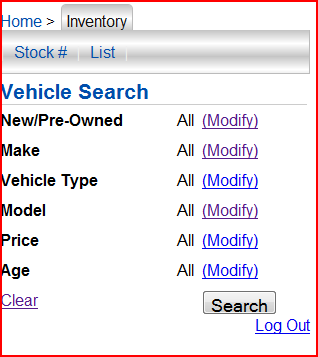 Home > Inventory
Stock # List
Vehicle Search
New/Pre-Owned All (Modify)
Make All (Modify)
Vehicle Type All (Modify)
Model All (Modify)
Price All (Modify)
Age All (Modify)
Clear Search
Log Out